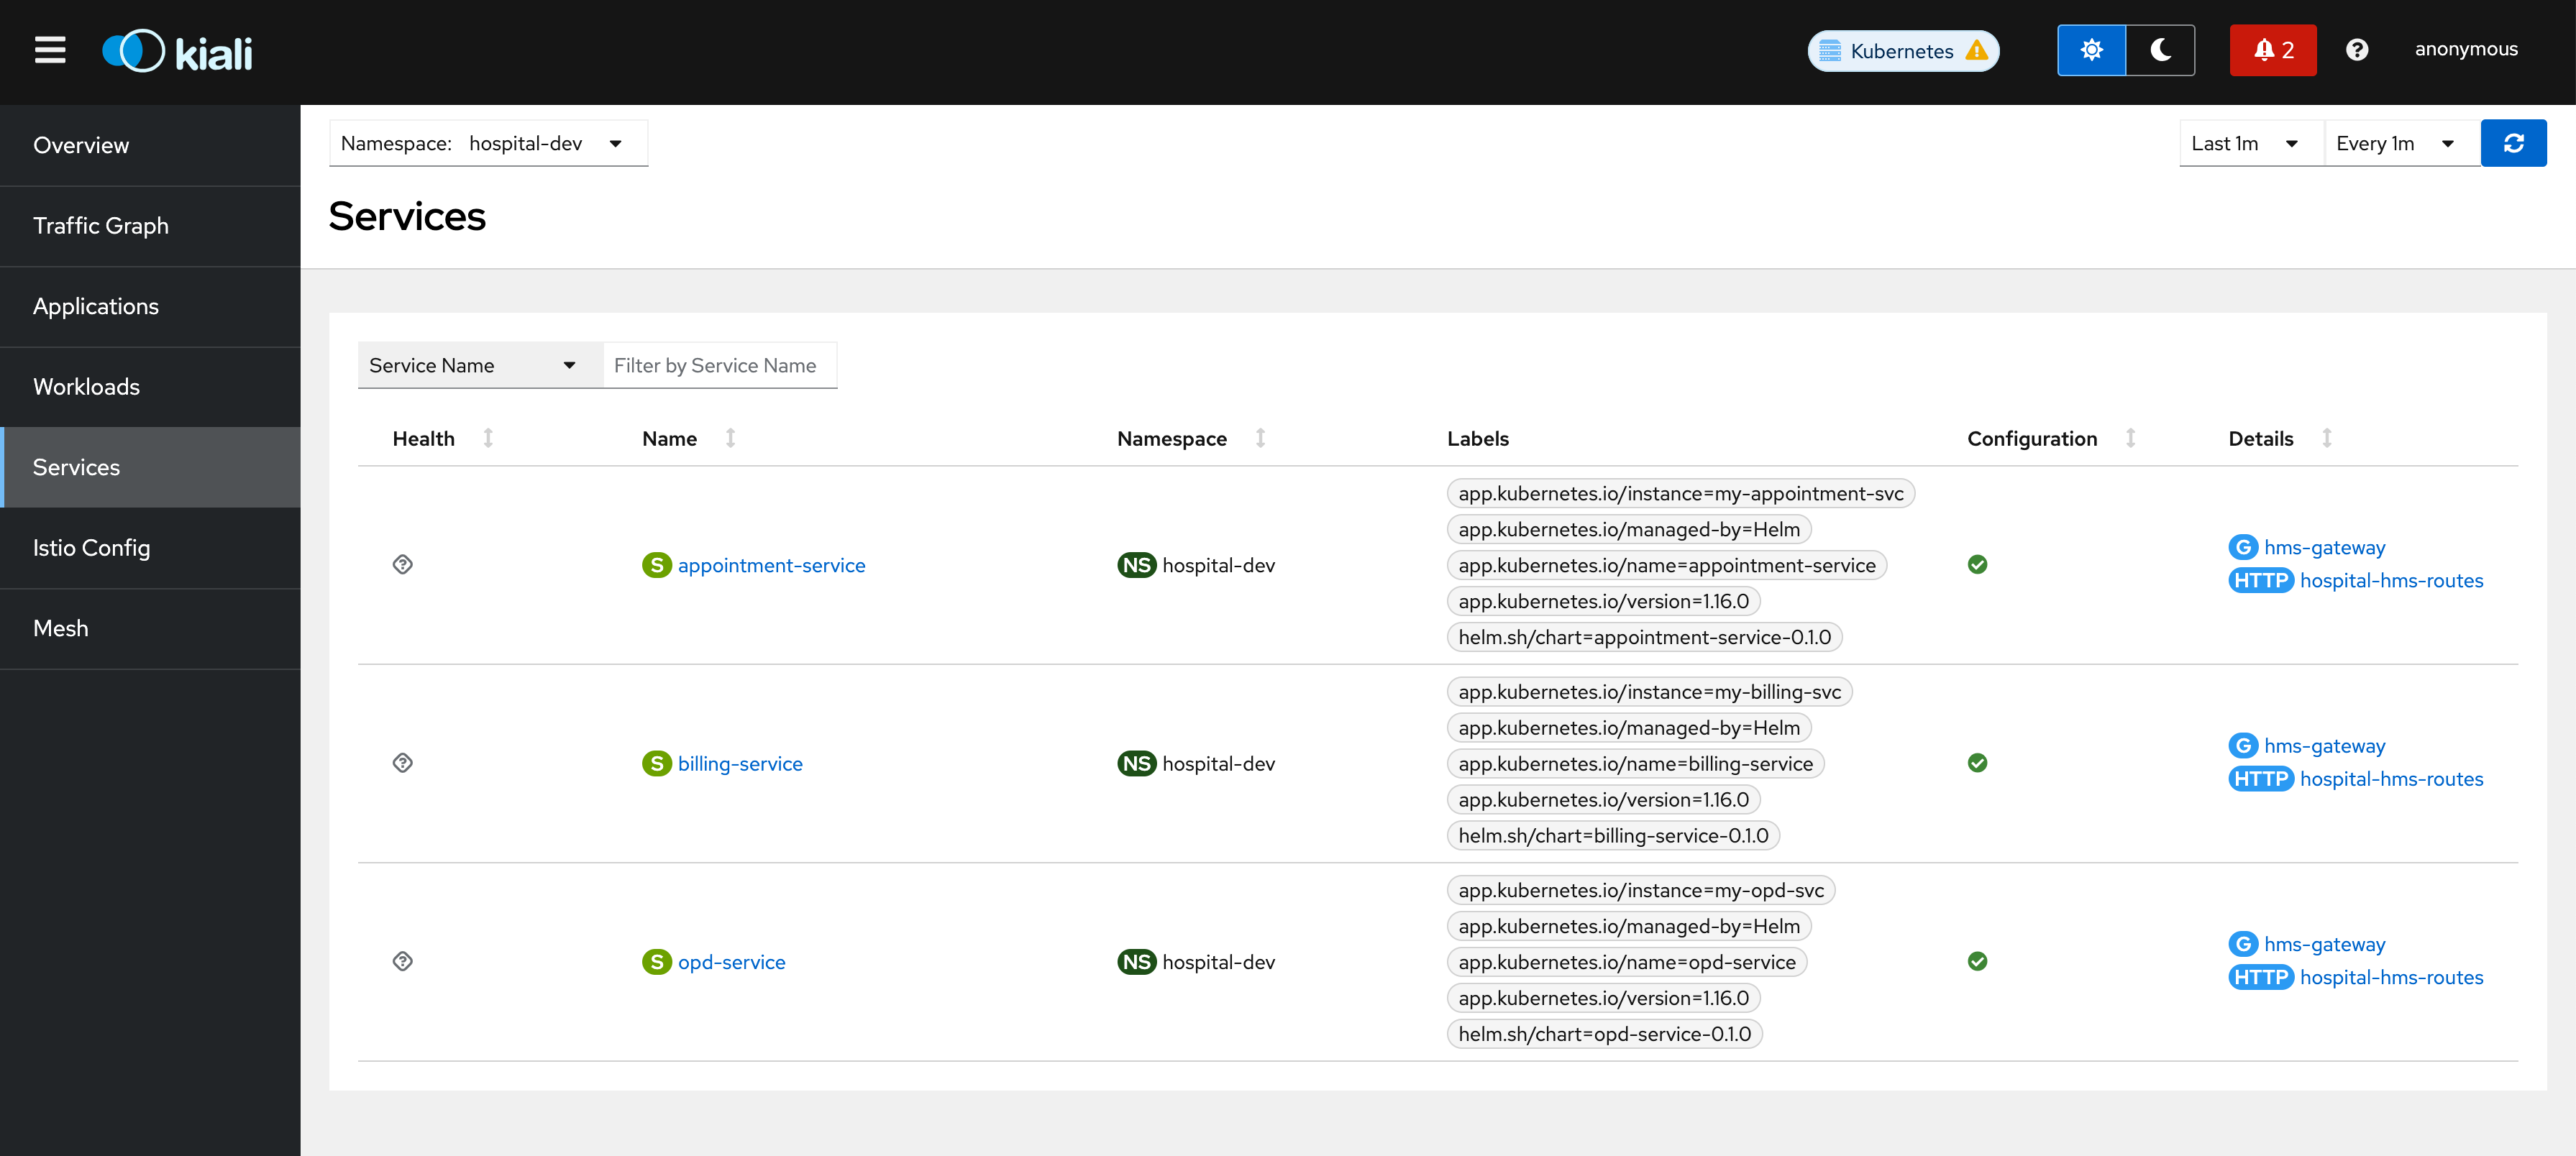 kiali
Kubernetes
2
anonymous
Overview
Traffic Graph
Applications
Workloads
Services
Istio Config
Mesh
Namespace: hospital-dev
Last 1m
Every 1m
Services
Service Name
Filter by Service Name
Health Name Namespace Labels Configuration Details
S appointment-service
NS hospital-dev
app.kubernetes.io/instance=my-appointment-svc
app.kubernetes.io/managed-by=Helm
app.kubernetes.io/name=appointment-service
app.kubernetes.io/version=1.16.0
helm.sh/chart=appointment-service-0.1.0
G hms-gateway
HTTP hospital-hms-routes
S billing-service
NS hospital-dev
app.kubernetes.io/instance=my-billing-svc
app.kubernetes.io/managed-by=Helm
app.kubernetes.io/name=billing-service
app.kubernetes.io/version=1.16.0
helm.sh/chart=billing-service-0.1.0
G hms-gateway
HTTP hospital-hms-routes
S opd-service
NS hospital-dev
app.kubernetes.io/instance=my-opd-svc
app.kubernetes.io/managed-by=Helm
app.kubernetes.io/name=opd-service
app.kubernetes.io/version=1.16.0
helm.sh/chart=opd-service-0.1.0
G hms-gateway
HTTP hospital-hms-routes